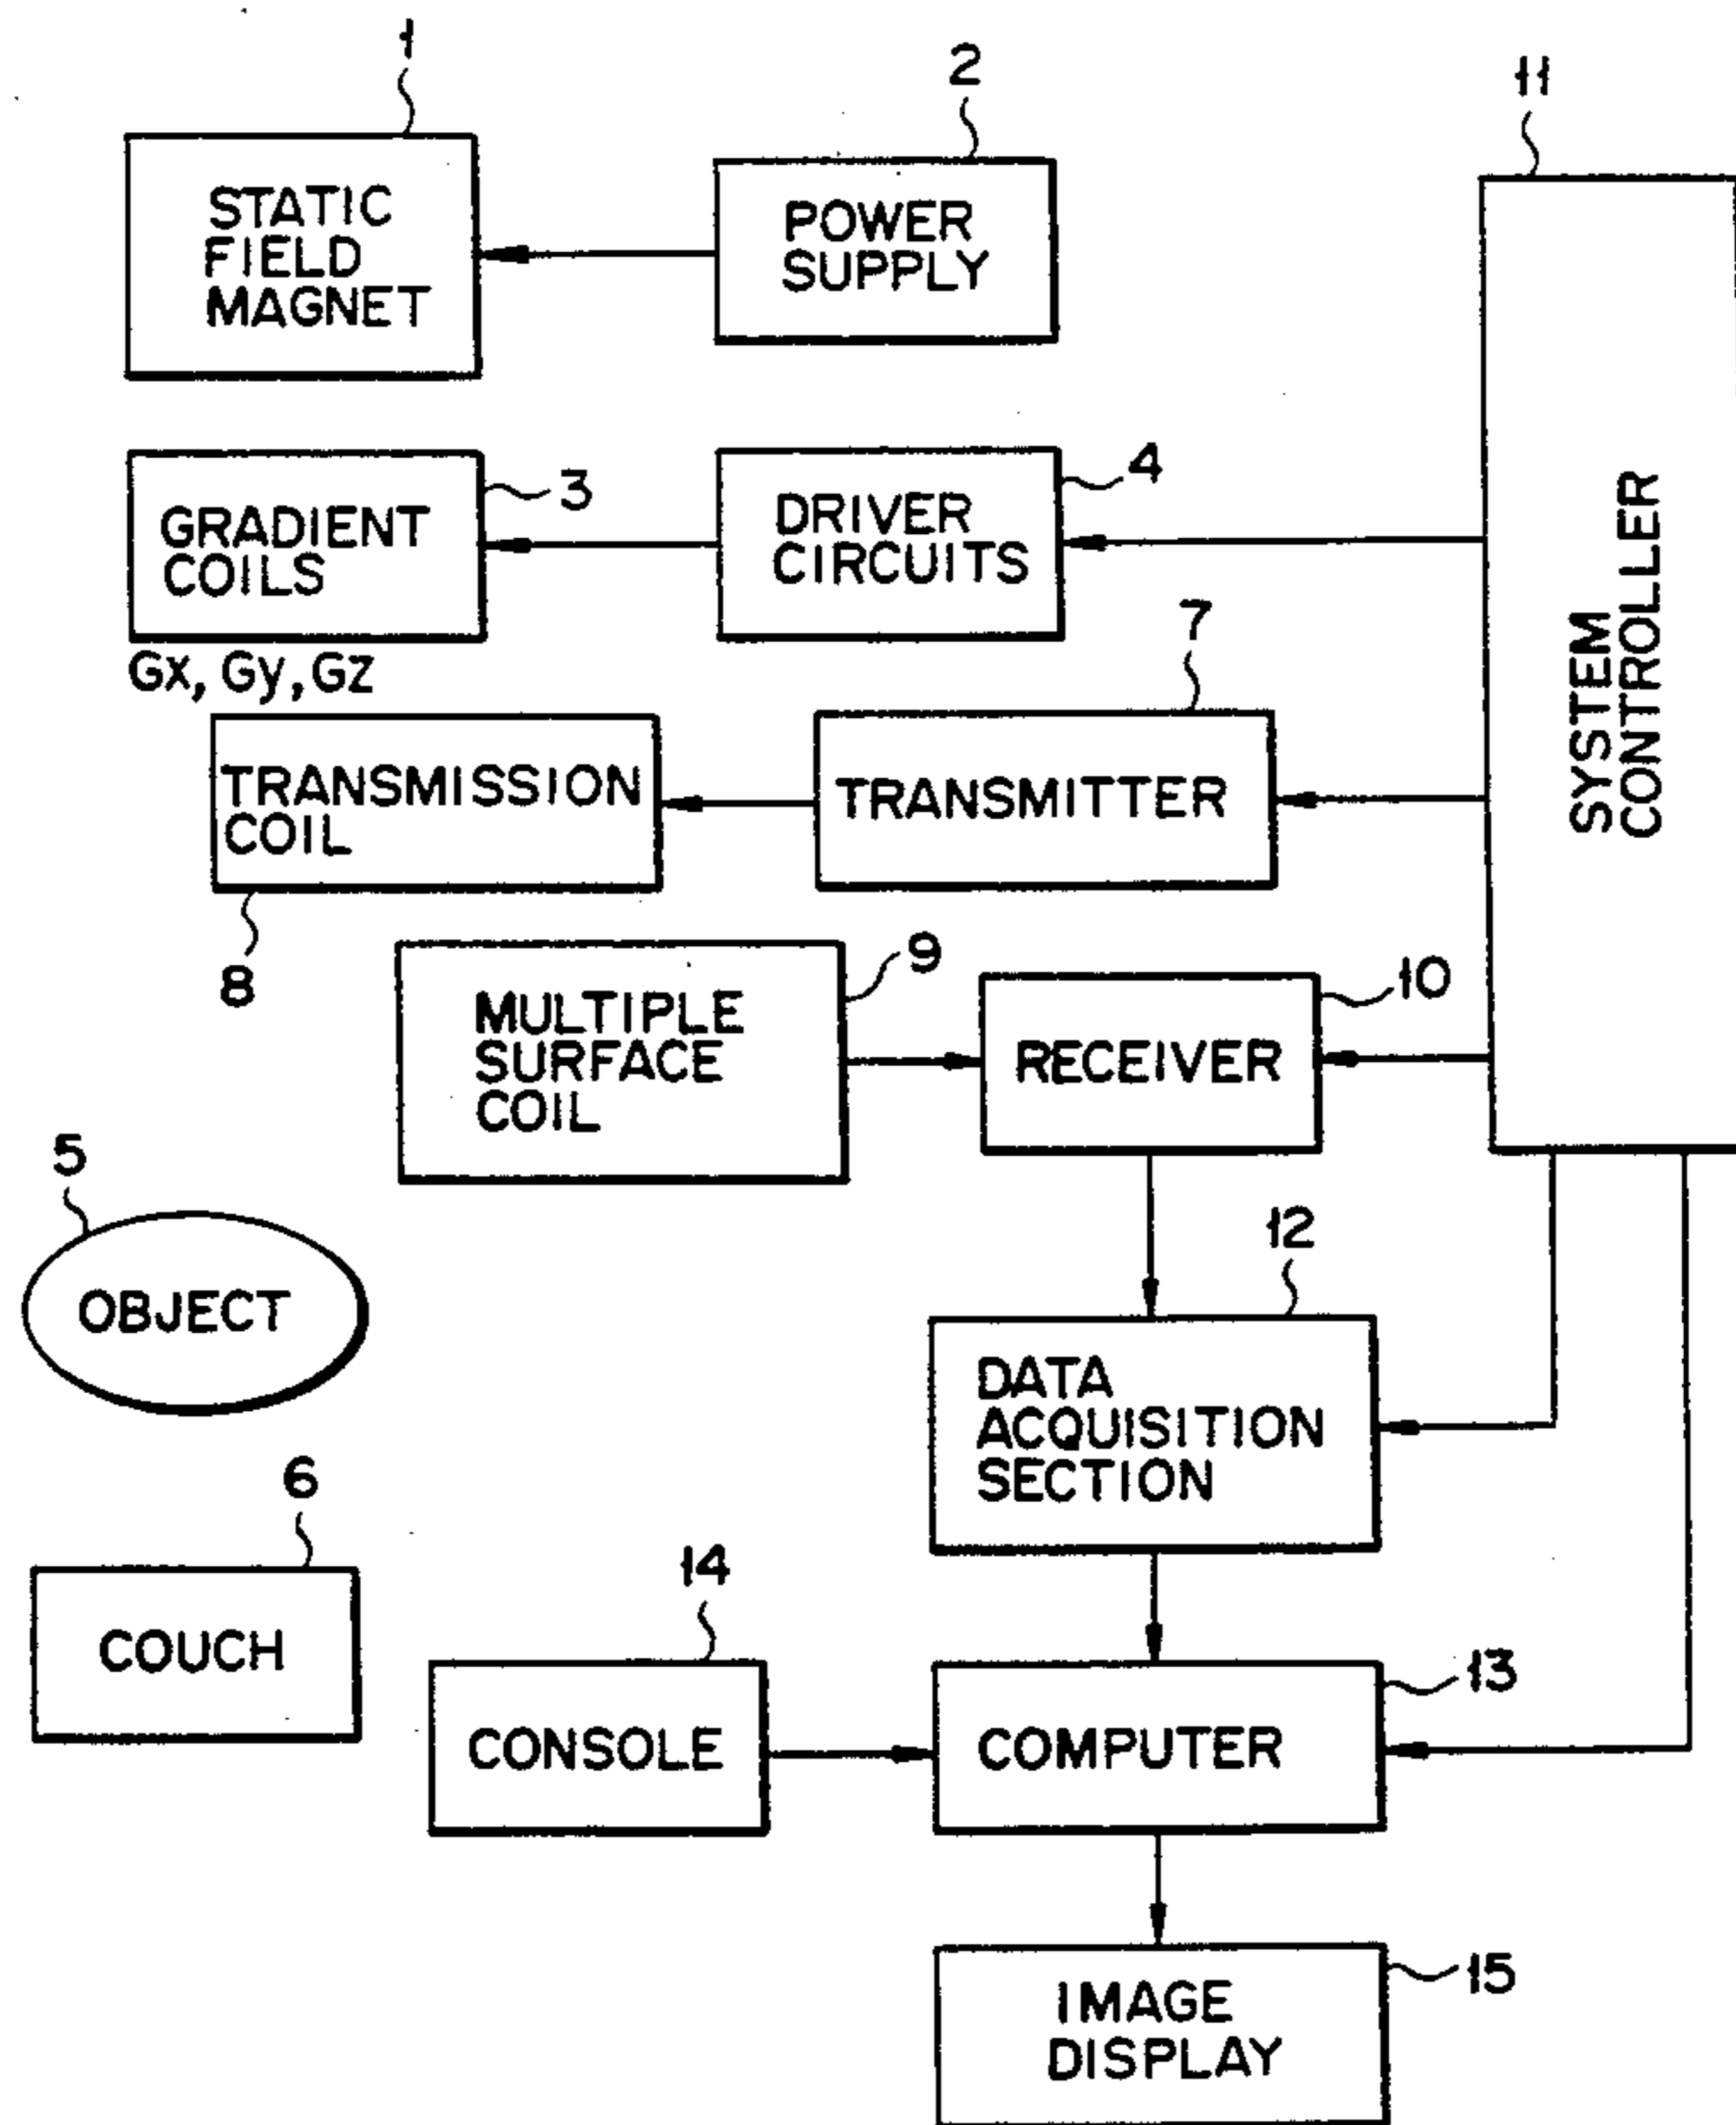 1
2
11
STATIC
FIELD
MAGNET
POWER
SUPPLY
3
4
GRADIENT
COILS
DRIVER
CIRCUITS
Gx, Gy, Gz
7
SYSTEM
CONTROLLER
TRANSMISSION
COIL
TRANSMITTER
8
9
10
MULTIPLE
SURFACE
COIL
RECEIVER
5
12
OBJECT
DATA
ACQUISITION
SECTION
6
14
COUCH
13
CONSOLE
COMPUTER
15
IMAGE
DISPLAY